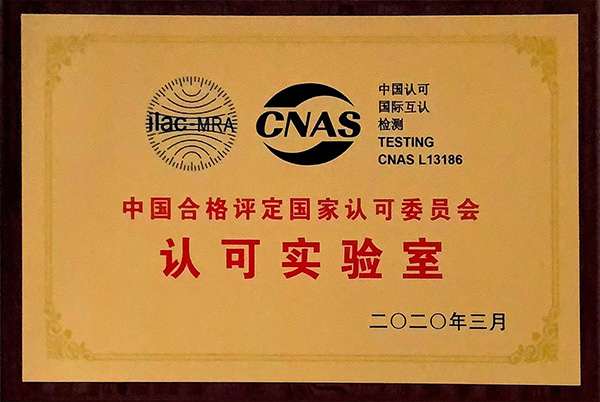 ilac-MRA
CNAS
中国认可
国际互认
检测
TESTING
CNAS L13186
中国合格评定国家认可委员会
认可实验室
二〇二〇年三月